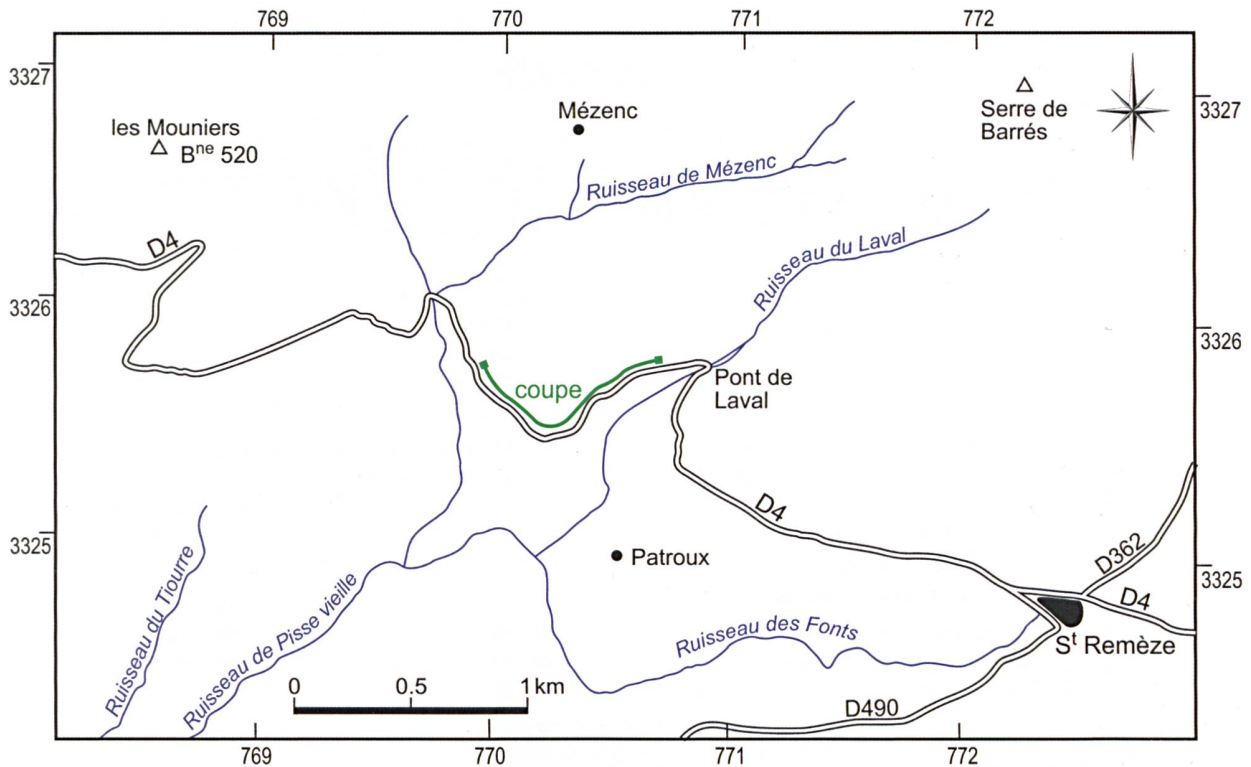 769 770 771 772
3327
3327
les Mouniers
Bne 520
Mézenc
Serre de
Barrés
Ruisseau de Mézenc
D4
Ruisseau du Laval
3326
3326
coupe
Pont de
Laval
D4
3325
3325
Patroux
D362
D4
Ruisseau du Tiourre
Ruisseau de Pisse vieille
Ruisseau des Fonts
St Remèze
0 0.5 1 km
D490
769 770 771 772